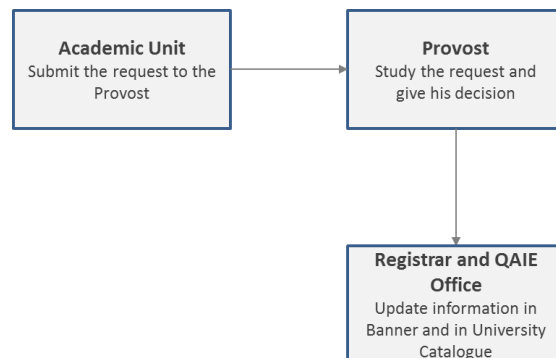 Academic Unit
Submit the request to the
Provost
Provost
Study the request and
give his decision
Registrar and QAIE
Office
Update information in
Banner and in University
Catalogue